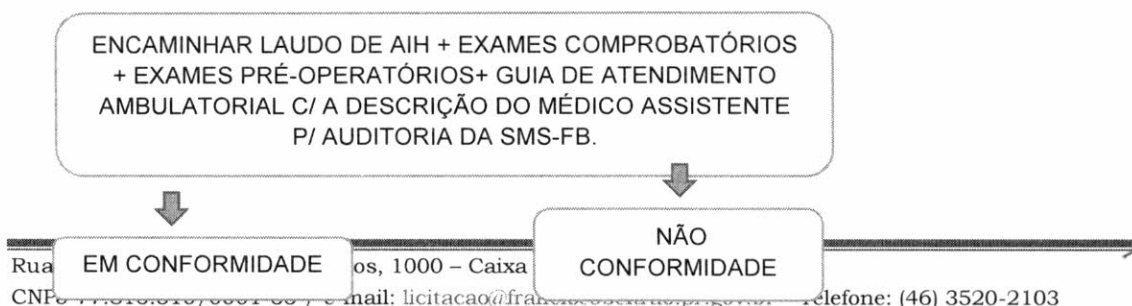 ENCAMINHAR LAUDO DE AIH + EXAMES COMPROBATÓRIOS
+ EXAMES PRÉ-OPERATÓRIOS+ GUIA DE ATENDIMENTO
AMBULATORIAL C/ A DESCRIÇÃO DO MÉDICO ASSISTENTE
P/ AUDITORIA DA SMS-FB.
EM CONFORMIDADE
NÃO
CONFORMIDADE
Rua os, 1000 – Caixa
mail: Telefone: (46) 3520-2103